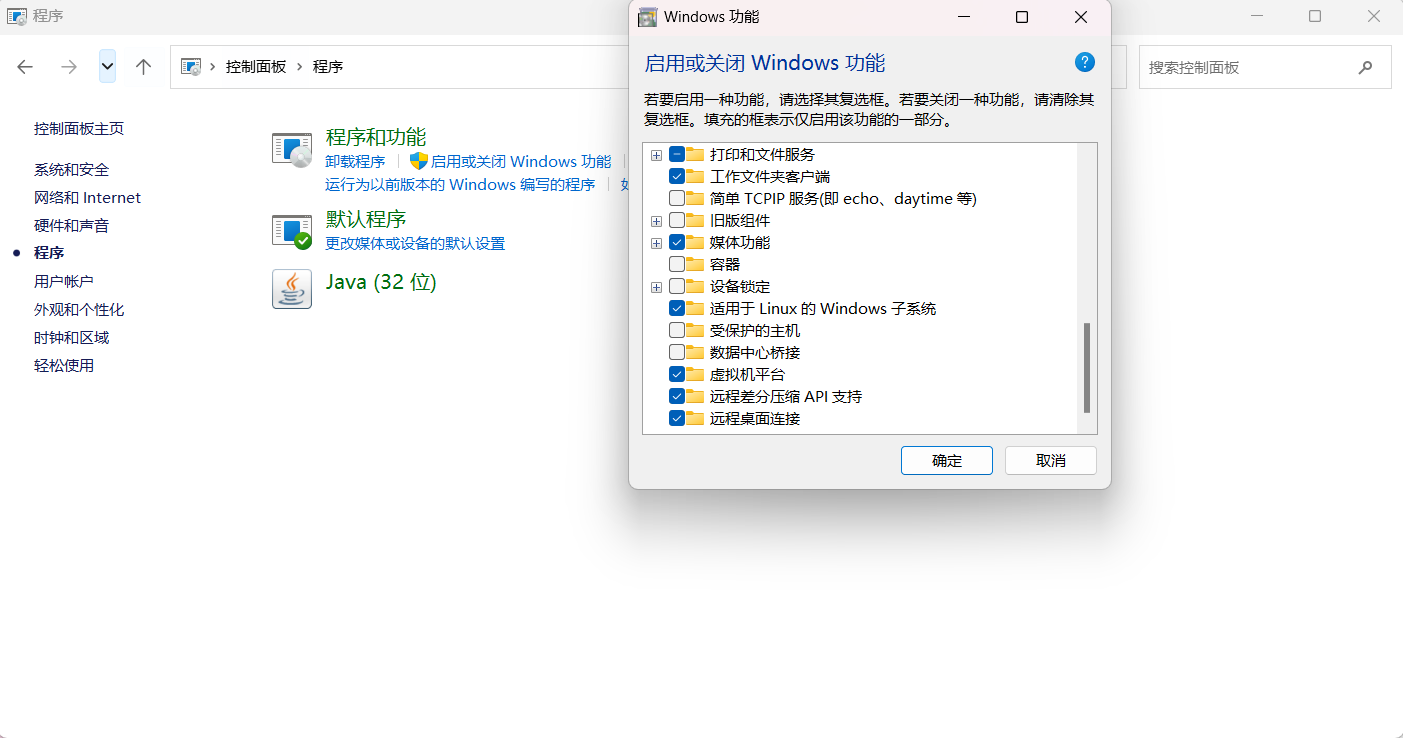 程序
控制面板 程序
搜索控制面板
控制面板主页
系统和安全
网络和 Internet
硬件和声音
程序
用户帐户
外观和个性化
时钟和区域
轻松使用
程序和功能
卸载程序 启用或关闭 Windows 功能
运行为以前版本的 Windows 编写的程序
默认程序
更改媒体或设备的默认设置
Java (32 位)
Windows 功能
启用或关闭 Windows 功能
若要启用一种功能，请选择其复选框。若要关闭一种功能，请清除其
复选框。填充的框表示仅启用该功能的一部分。
打印和文件服务
工作文件夹客户端
简单 TCPIP 服务(即 echo、daytime 等)
旧版组件
媒体功能
容器
设备锁定
适用于 Linux 的 Windows 子系统
受保护的主机
数据中心桥接
虚拟机平台
远程差分压缩 API 支持
远程桌面连接
确定 取消